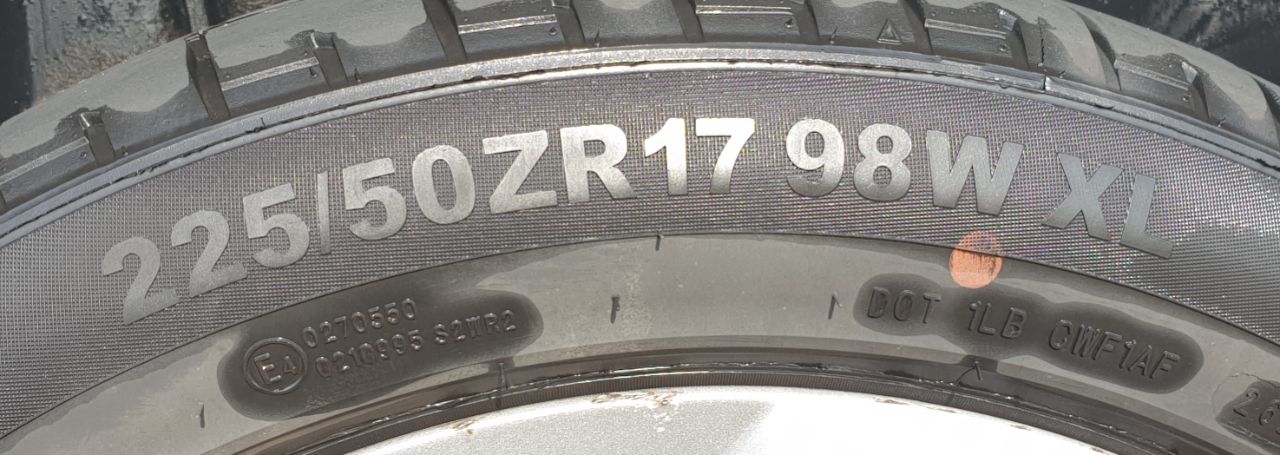 225/50ZR17 98W XL
E4
0270550
0210995 S2WR2
DOT 1LB CWF1AF